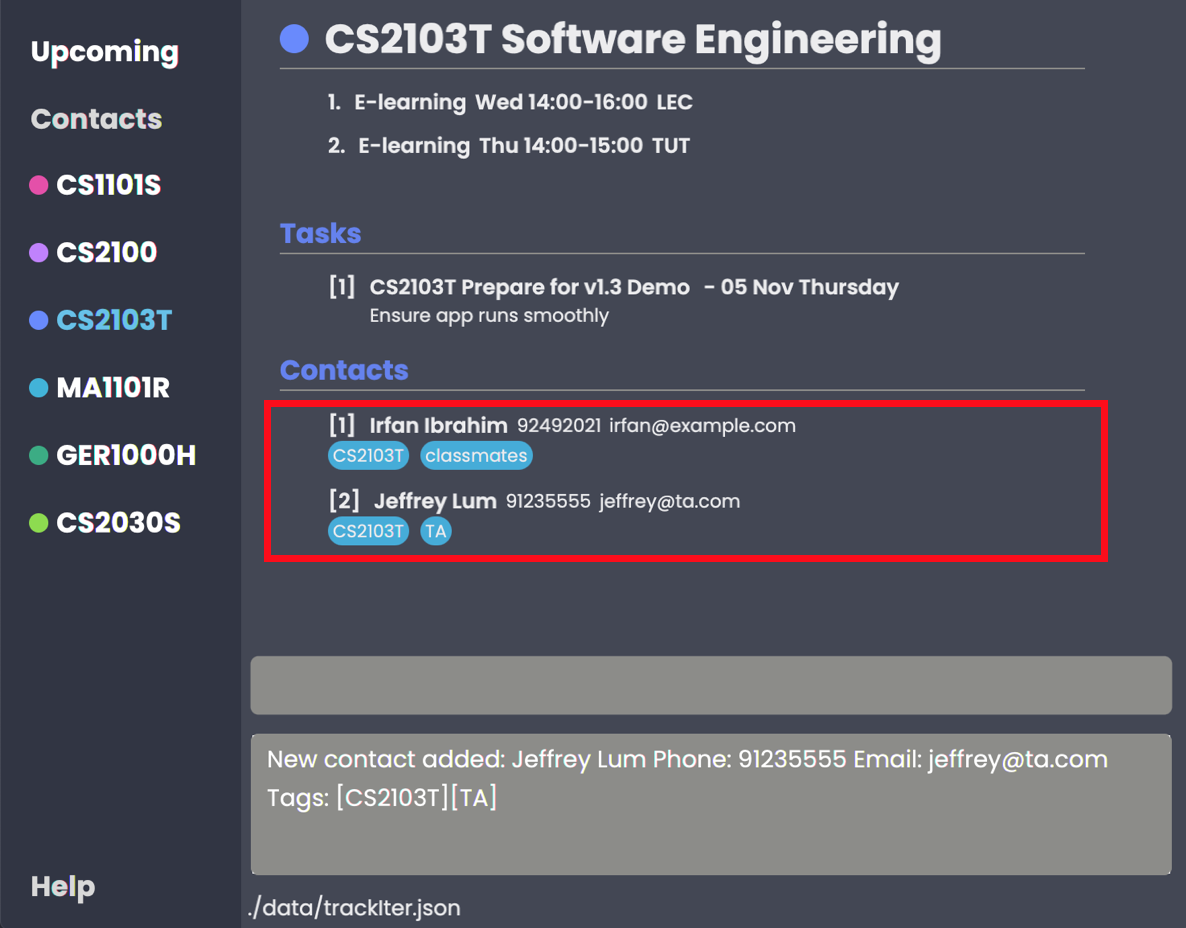 Upcoming
Contacts
CS1101S
CS2100
CS2103T
MA1101R
GER1000H
CS2030S
Help
CS2103T Software Engineering
1. E-learning Wed 14:00-16:00 LEC
2. E-learning Thu 14:00-15:00 TUT
Tasks
[1] CS2103T Prepare for v1.3 Demo - 05 Nov Thursday
Ensure app runs smoothly
Contacts
[1] Irfan Ibrahim 92492021 irfan@example.com
CS2103T classmates
[2] Jeffrey Lum 91235555 jeffrey@ta.com
CS2103T TA
New contact added: Jeffrey Lum Phone: 91235555 Email: jeffrey@ta.com
Tags: [CS2103T][TA]
./data/trackIter.json